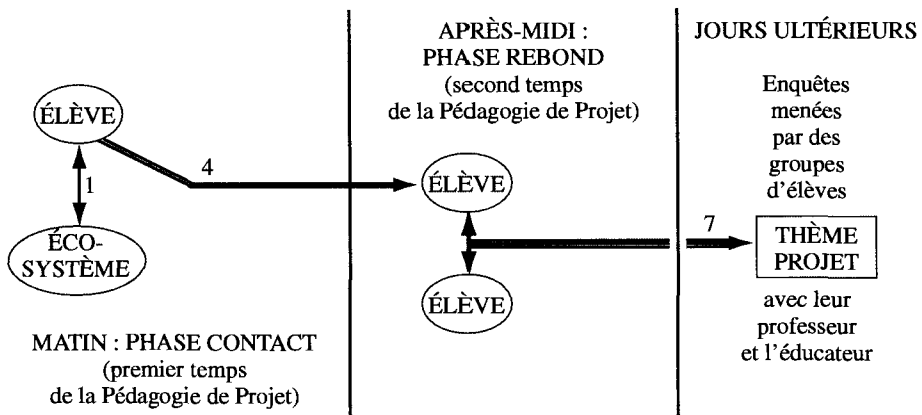 ÉLÈVE
1
ÉCO-
SYSTÈME
4
MATIN : PHASE CONTACT
(premier temps
de la Pédagogie de Projet)
APRÈS-MIDI :
PHASE REBOND
(second temps
de la Pédagogie de Projet)
ÉLÈVE
ÉLÈVE
7
JOURS ULTÉRIEURS
Enquêtes
menées
par des
groupes
d'élèves
THÈME
PROJET
avec leur
professeur
et l'éducateur